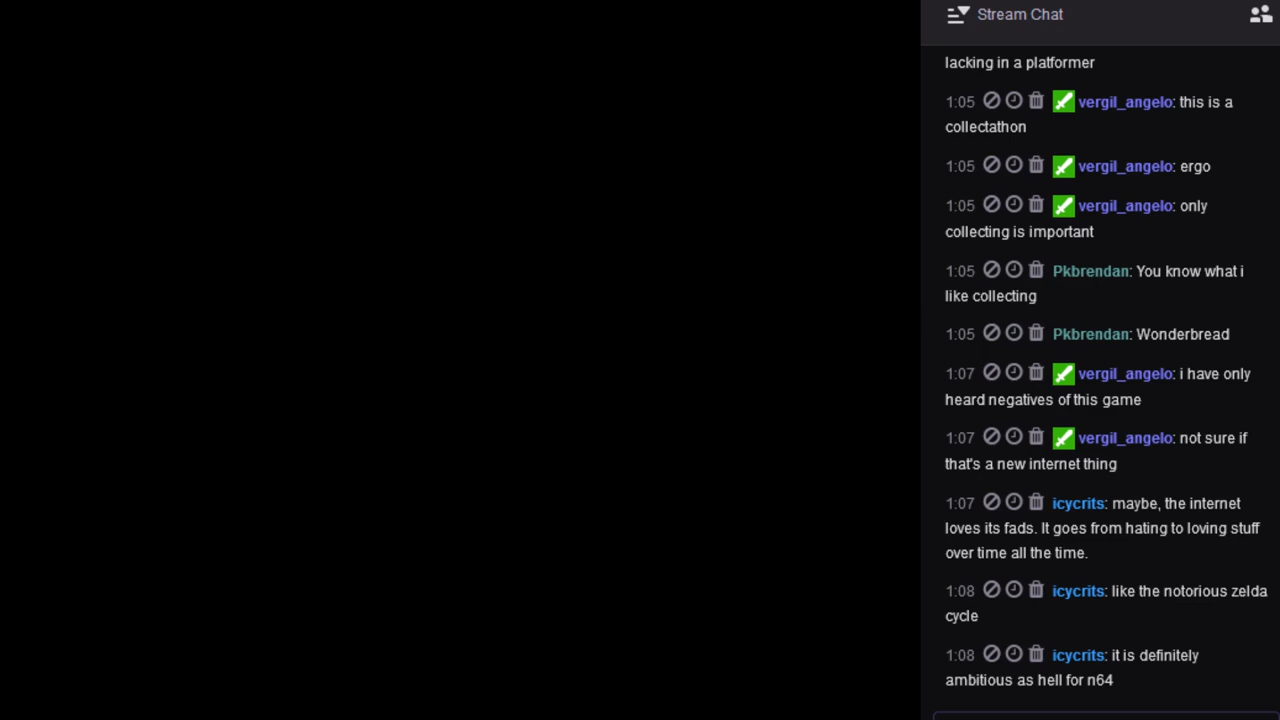 Stream Chat
lacking in a platformer
1:05 vergil_angelo: this is a
collectathon
1:05 vergil_angelo: ergo
1:05 vergil_angelo: only
collecting is important
1:05 Pkbrendan: You know what i
like collecting
1:05 Pkbrendan: Wonderbread
1:07 vergil_angelo: i have only
heard negatives of this game
1:07 vergil_angelo: not sure if
that's a new internet thing
1:07 icycrits: maybe, the internet
loves its fads. It goes from hating to loving stuff
over time all the time.
1:08 icycrits: like the notorious zelda
cycle
1:08 icycrits: it is definitely
ambitious as hell for n64